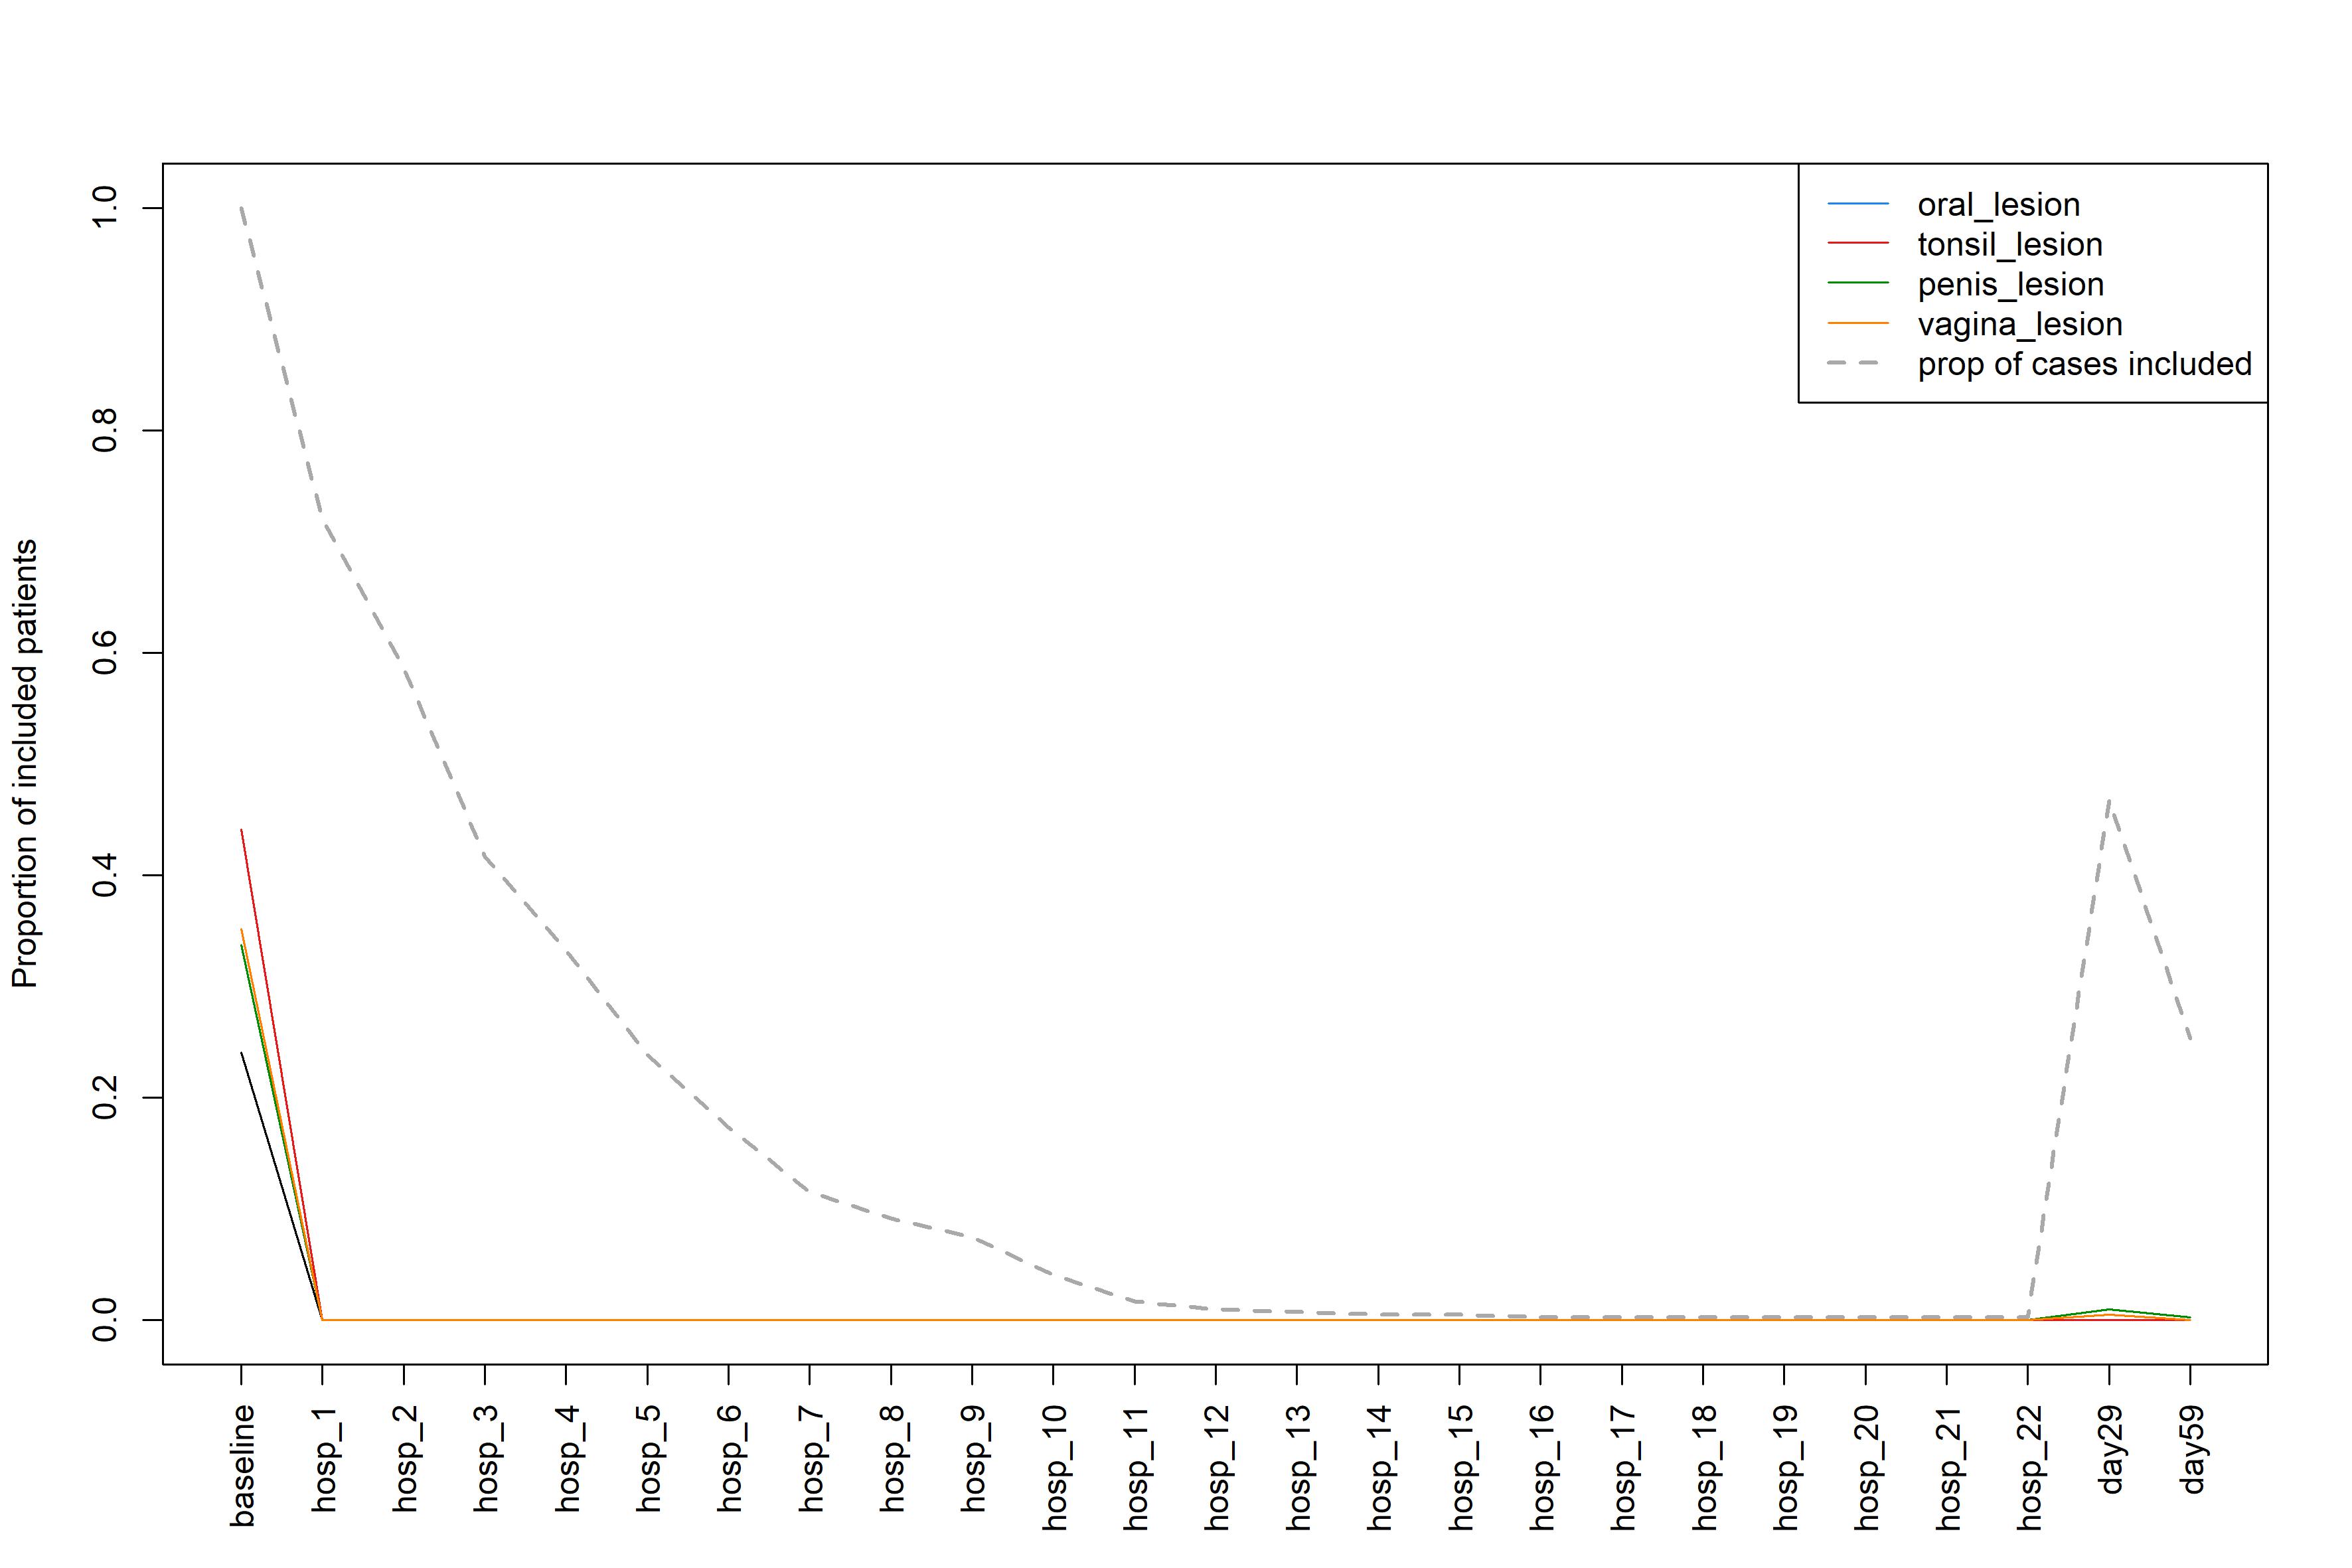 oral_lesion
tonsil_lesion
penis_lesion
vagina_lesion
prop of cases included
Proportion of included patients
1.0
0.8
0.6
0.4
0.2
0.0
baseline
hosp_1
hosp_2
hosp_3
hosp_4
hosp_5
hosp_6
hosp_7
hosp_8
hosp_9
hosp_10
hosp_11
hosp_12
hosp_13
hosp_14
hosp_15
hosp_16
hosp_17
hosp_18
hosp_19
hosp_20
hosp_21
hosp_22
day29
day59